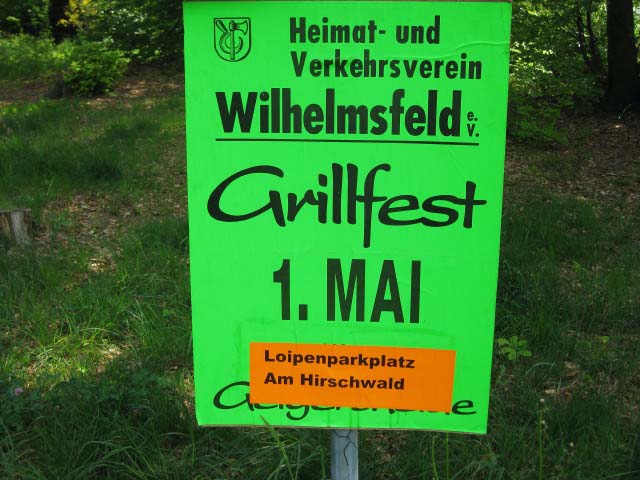 Heimat- und
Verkehrsverein
Wilhelmsfeld e. V.
Grillfest
1. MAI
Loipenparkplatz
Am Hirschwald